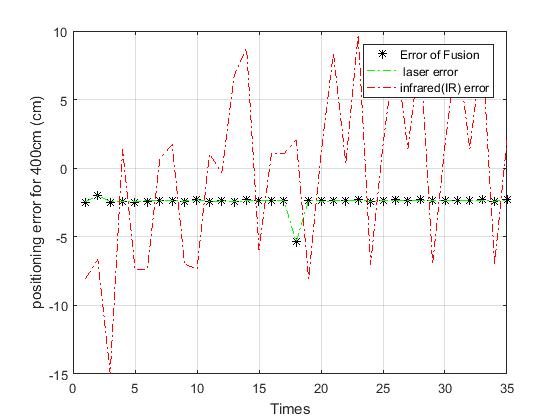 10
5
0
-5
-10
-15
positioning error for 400cm (cm)
Error of Fusion
laser error
infrared(IR) error
0 5 10 15 20 25 30 35
Times